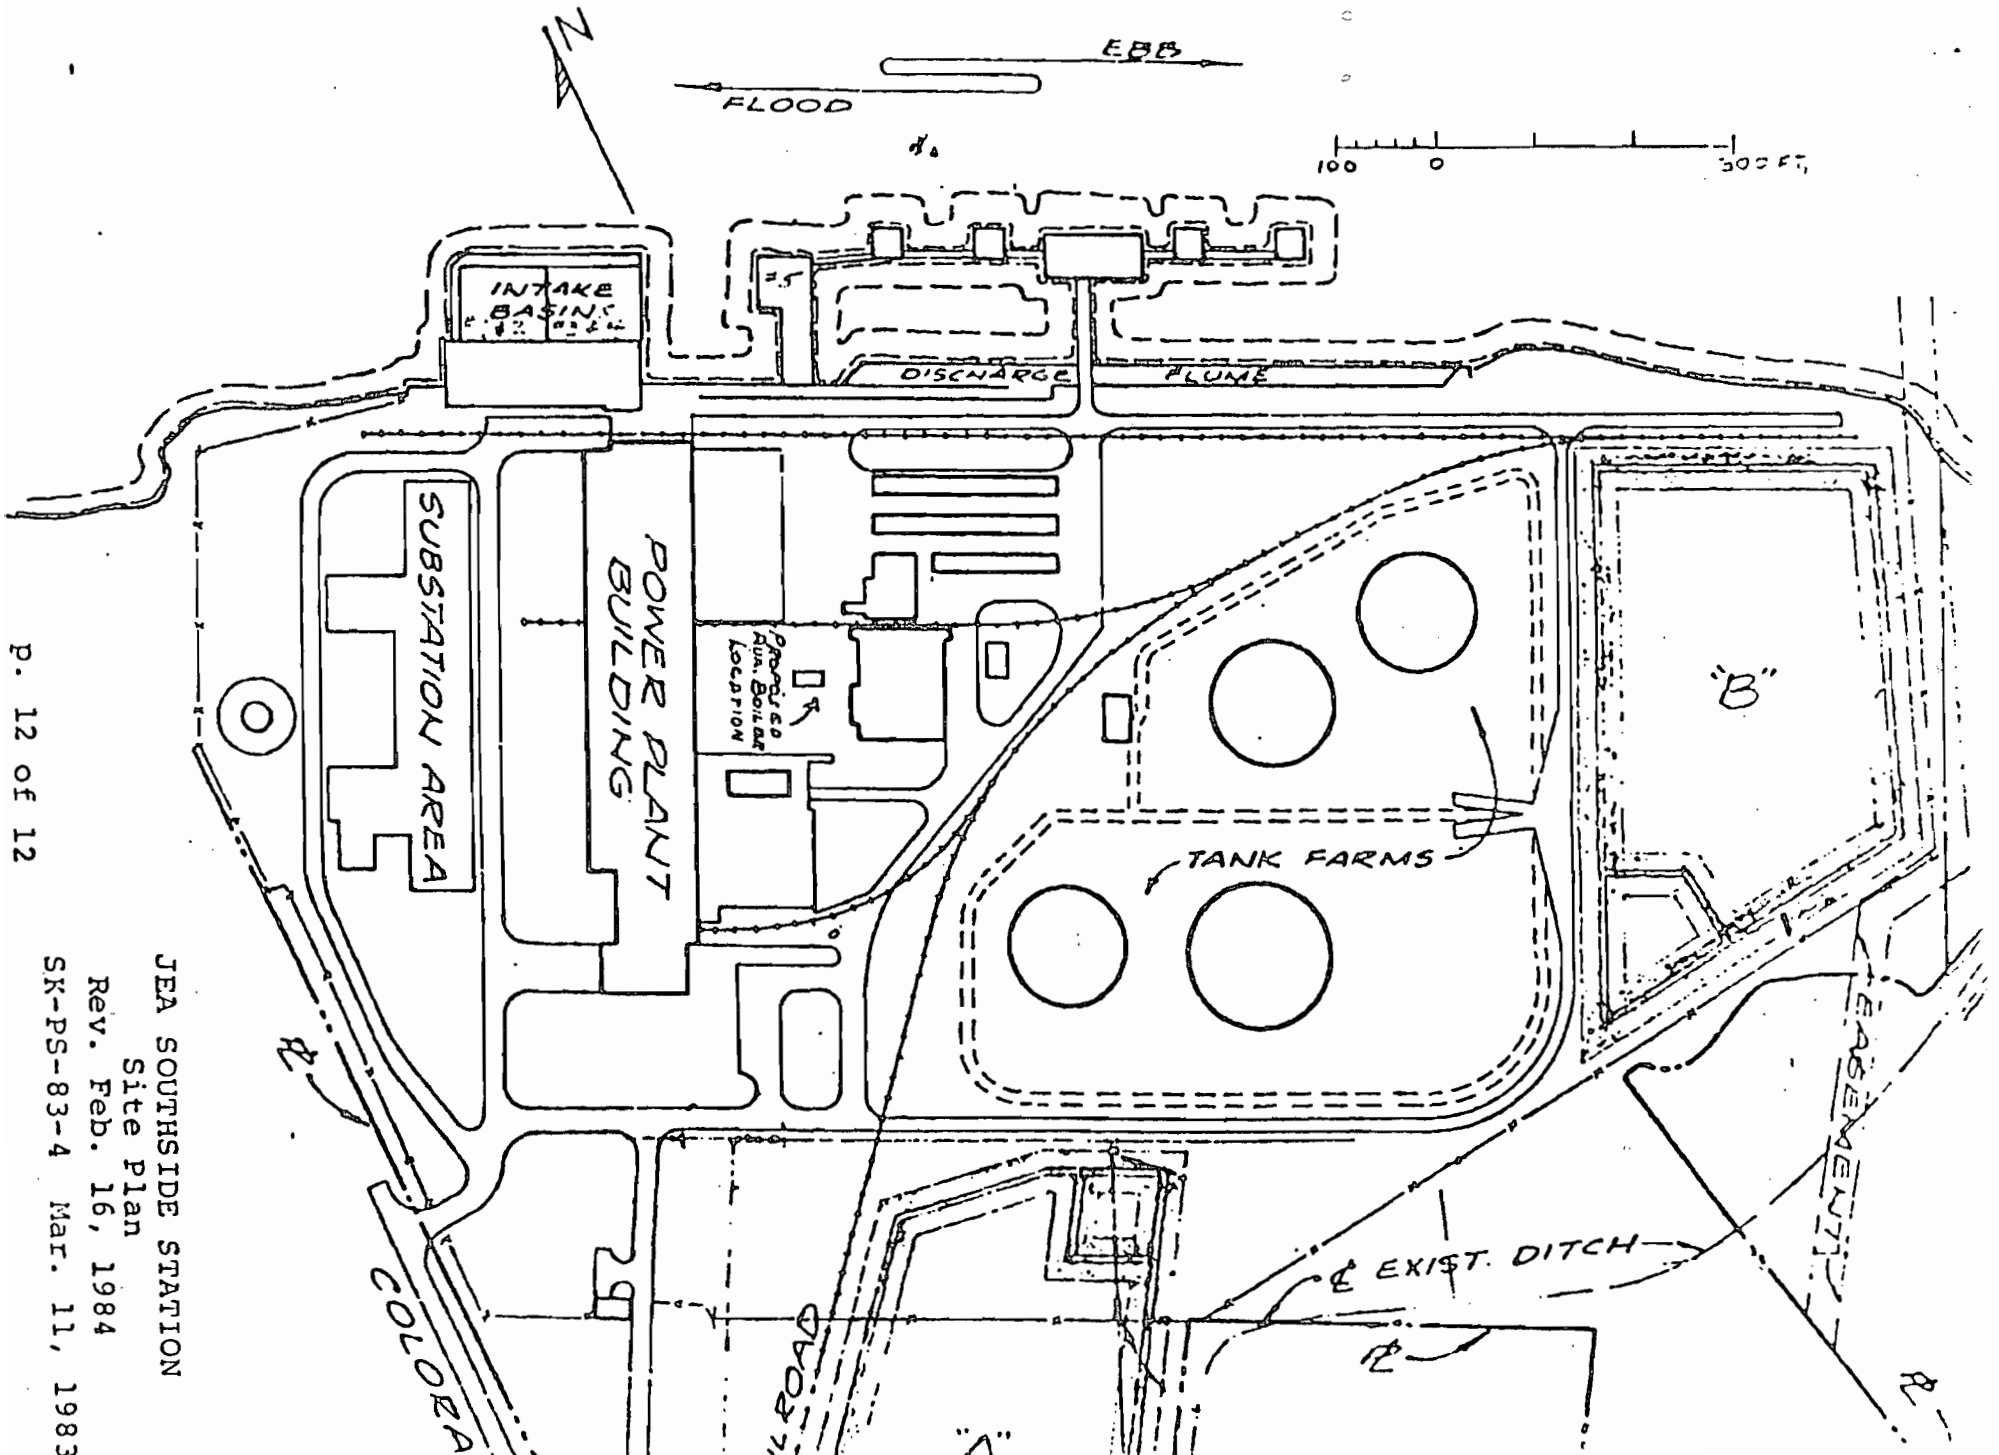 N
EBB
FLOOD
100 0 300 FT.
INTAKE
BASINS
#5
DISCHARGE FLUME
SUBSTATION AREA
POWER PLANT
BUILDING
PROPOSED
AUX. BOILER
LOCATION
"B"
TANK FARMS
EASEMENT
℄ EXIST. DITCH
COLORA
ILROAD
"A"
JEA SOUTHSIDE STATION
Site Plan
Rev. Feb. 16, 1984
SK-PS-83-4 Mar. 11, 1983
p. 12 of 12